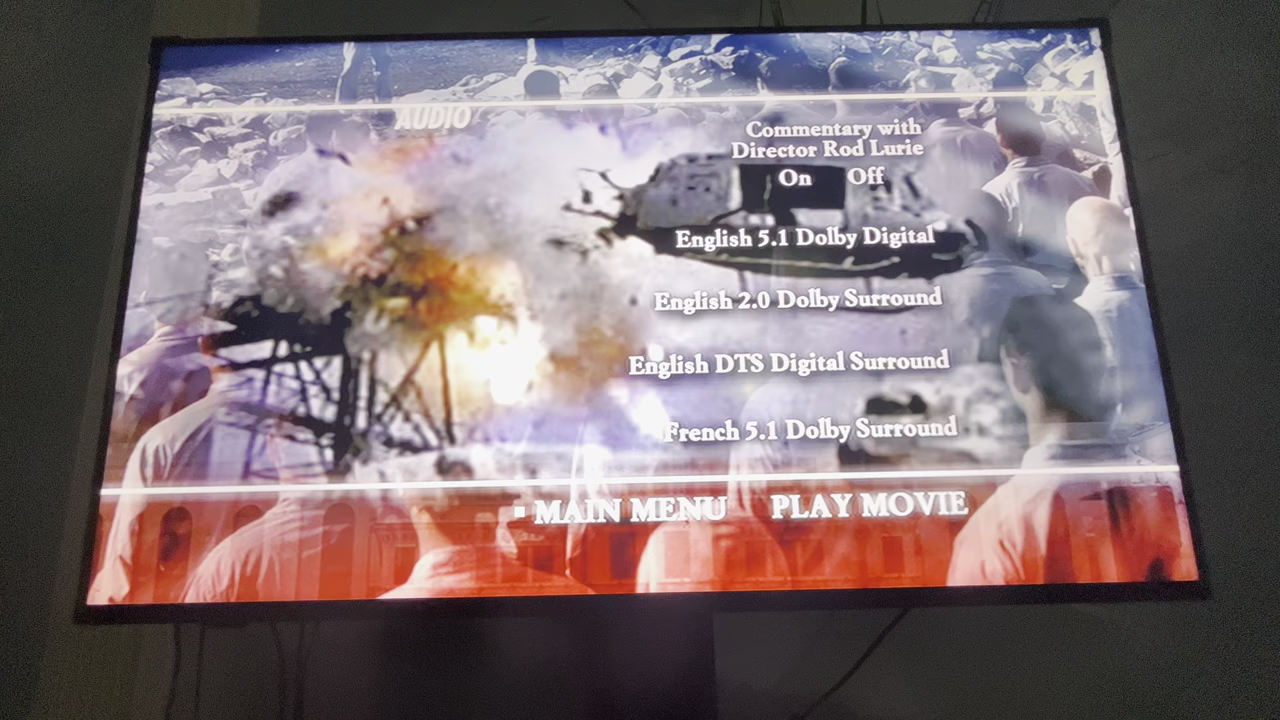 AUDIO
Commentary with
Director Rod Lurie
On Off
English 5.1 Dolby Digital
English 2.0 Dolby Surround
English DTS Digital Surround
French 5.1 Dolby Surround
MAIN MENU PLAY MOVIE